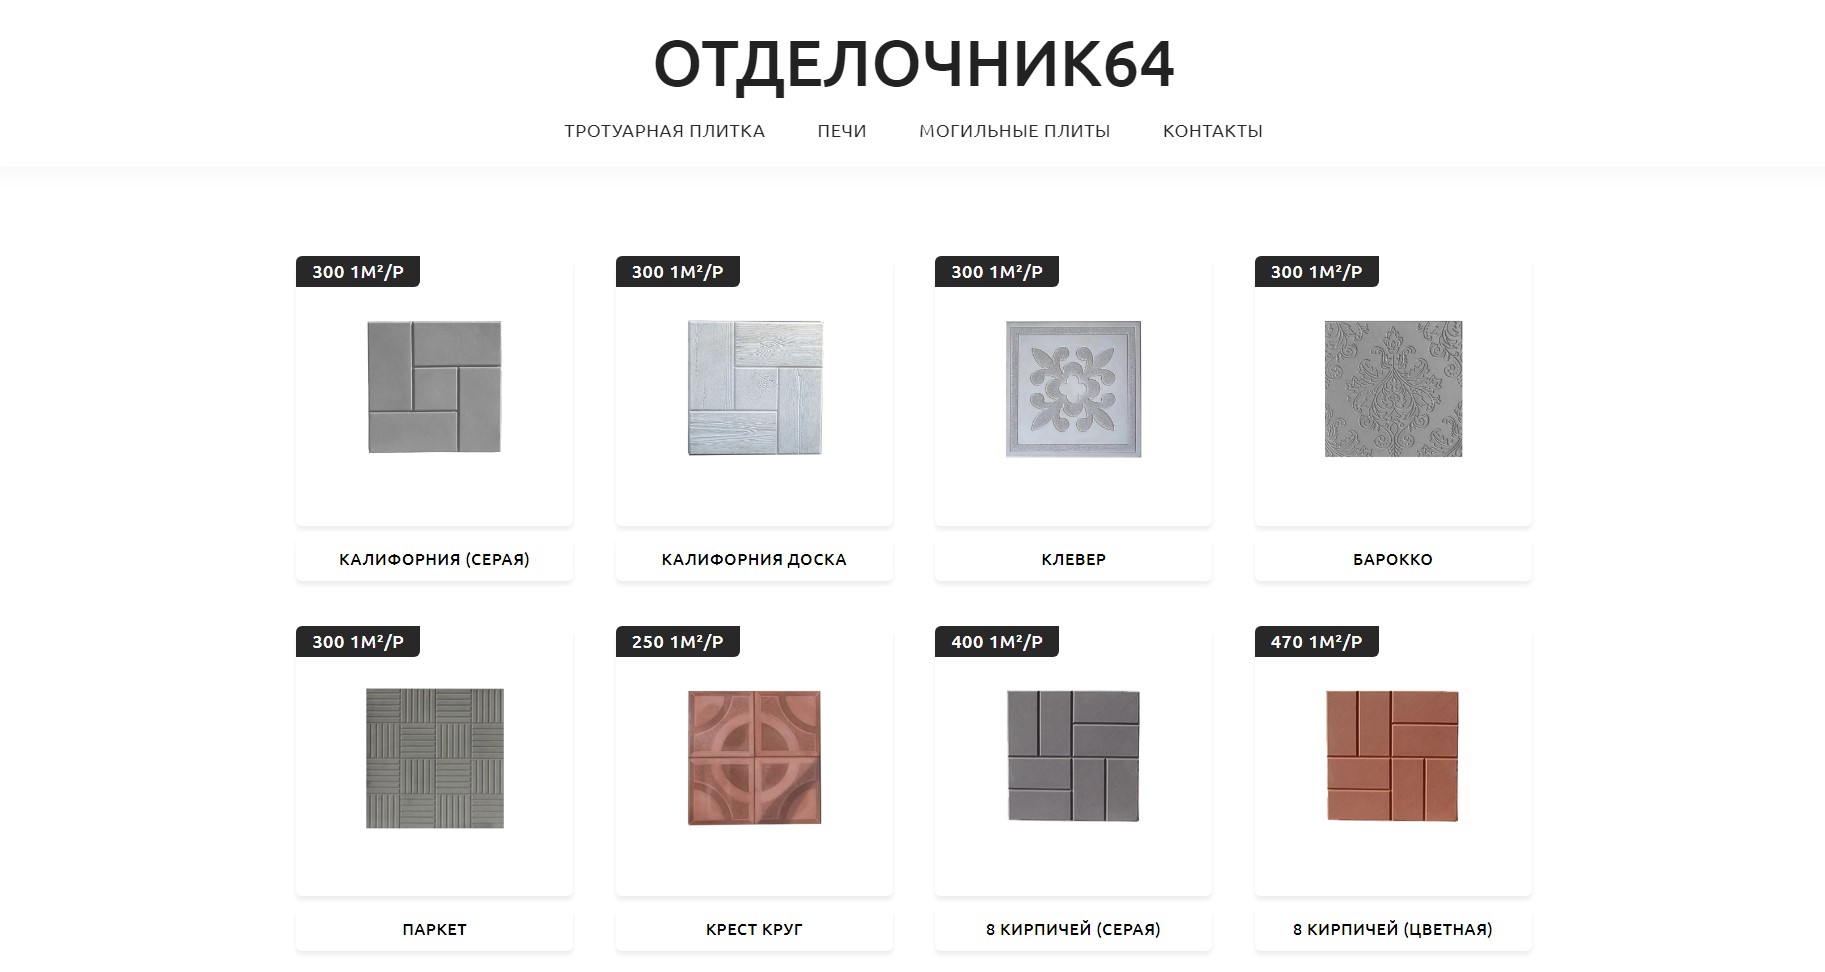 ОТДЕЛОЧНИК64
ТРОТУАРНАЯ ПЛИТКА ПЕЧИ МОГИЛЬНЫЕ ПЛИТЫ КОНТАКТЫ
300 1М²/Р 300 1М²/Р 300 1М²/Р 300 1М²/Р
КАЛИФОРНИЯ (СЕРАЯ) КАЛИФОРНИЯ ДОСКА КЛЕВЕР БАРОККО
300 1М²/Р 250 1М²/Р 400 1М²/Р 470 1М²/Р
ПАРКЕТ КРЕСТ КРУГ 8 КИРПИЧЕЙ (СЕРАЯ) 8 КИРПИЧЕЙ (ЦВЕТНАЯ)